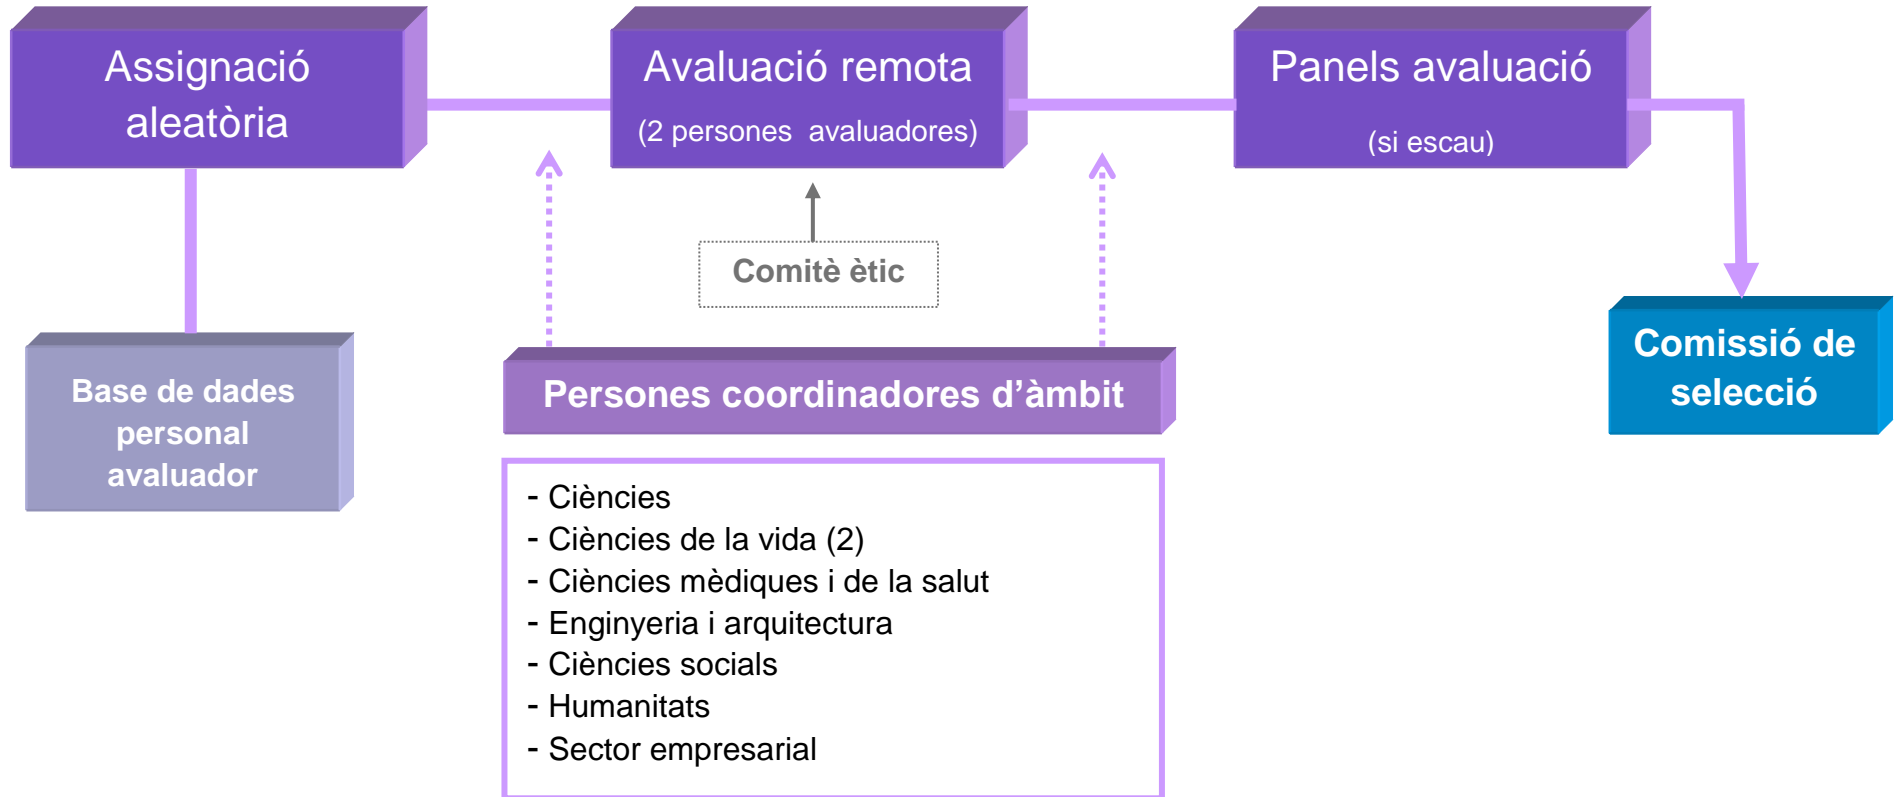 Assignació
aleatòria
Avaluació remota
(2 persones avaluadores)
Panels avaluació
(si escau)
Comitè ètic
Base de dades
personal
avaluador
Persones coordinadores d’àmbit
Comissió de
selecció
- Ciències
- Ciències de la vida (2)
- Ciències mèdiques i de la salut
- Enginyeria i arquitectura
- Ciències socials
- Humanitats
- Sector empresarial